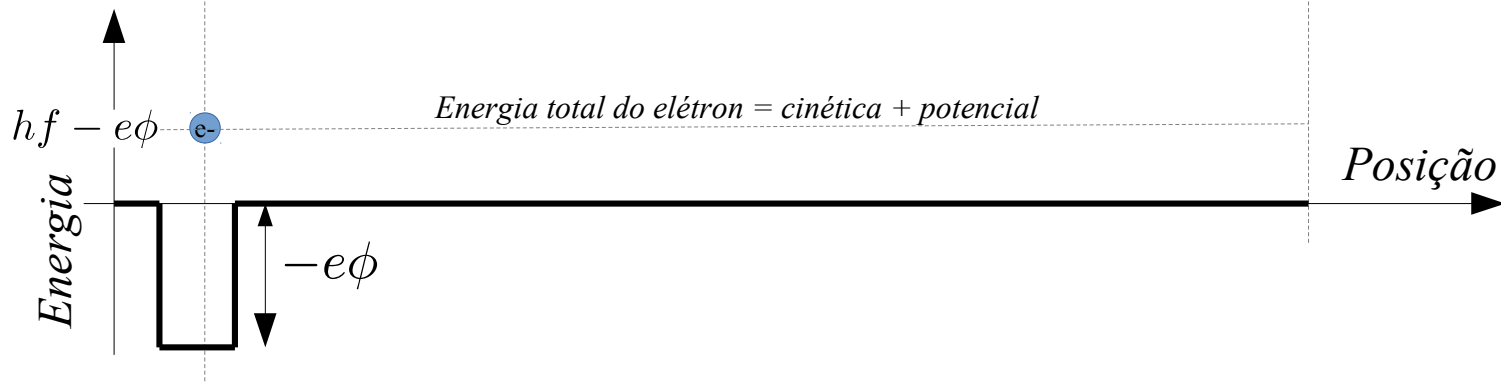 Energia total do elétron = cinética + potencial
hf − eϕ
e-
Posição
Energia
−eϕ